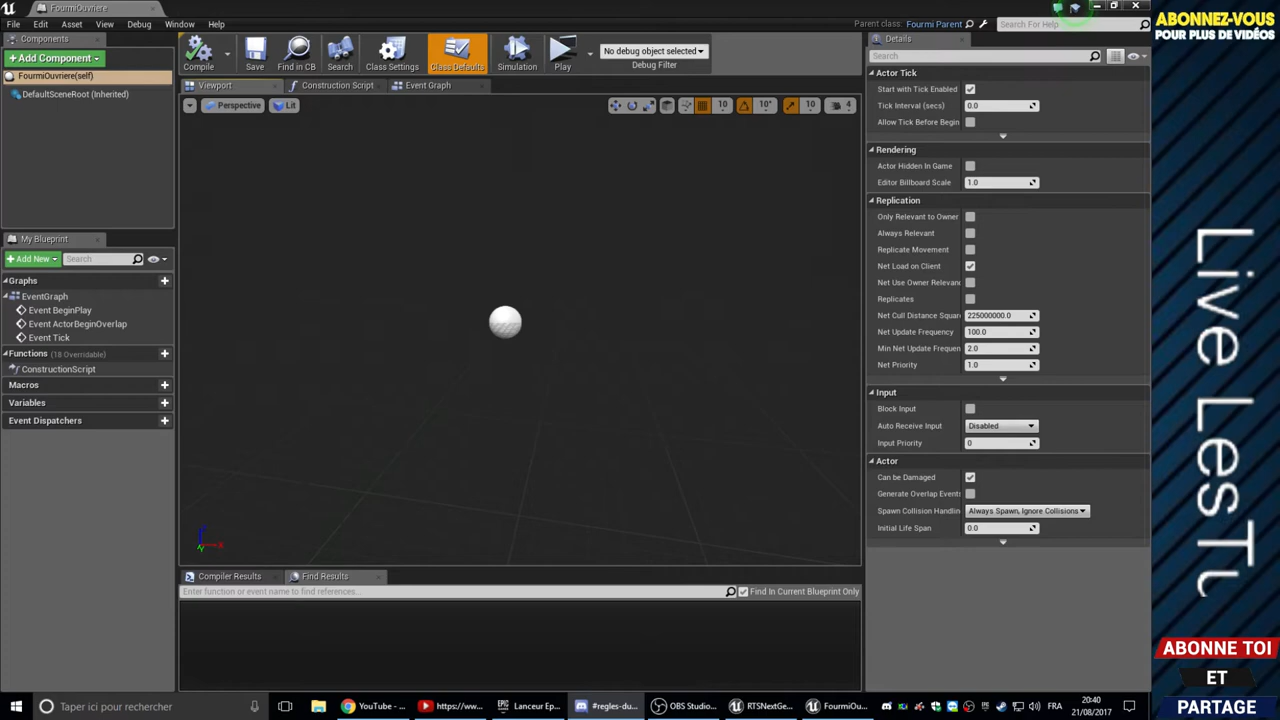 FourmiOuvriere
File Edit Asset View Debug Window Help
Parent class: Fourmi Parent
Search For Help
Components
+Add Component
FourmiOuvriere(self)
DefaultSceneRoot (Inherited)
Compile
Save
Find in CB
Search
Class Settings
Class Defaults
Simulation
Play
No debug object selected
Debug Filter
Viewport
Construction Script
Event Graph
Perspective
Lit
10
10°
10
4
My Blueprint
+Add New
Search
Graphs
EventGraph
Event BeginPlay
Event ActorBeginOverlap
Event Tick
Functions (18 Overridable)
ConstructionScript
Macros
Variables
Event Dispatchers
Compiler Results
Find Results
Enter function or event name to find references...
Find In Current Blueprint Only
Details
Search
Actor Tick
Start with Tick Enabled
Tick Interval (secs) 0.0
Allow Tick Before Begin
Rendering
Actor Hidden In Game
Editor Billboard Scale 1.0
Replication
Only Relevant to Owner
Always Relevant
Replicate Movement
Net Load on Client
Net Use Owner Relevanc
Replicates
Net Cull Distance Square 225000000.0
Net Update Frequency 100.0
Min Net Update Frequen 2.0
Net Priority 1.0
Input
Block Input
Auto Receive Input Disabled
Input Priority 0
Actor
Can be Damaged
Generate Overlap Events
Spawn Collision Handlin Always Spawn, Ignore Collisions
Initial Life Span 0.0
ABONNEZ-VOUS
POUR PLUS DE VIDÉOS
Live LesTu
ABONNE TOI
ET
PARTAGE
Taper ici pour rechercher
YouTube - ...
https://ww...
Lanceur Ep...
#regles-du...
OBS Studio...
RTSNextGe...
FourmiOu...
FRA
20:40
21/08/2017